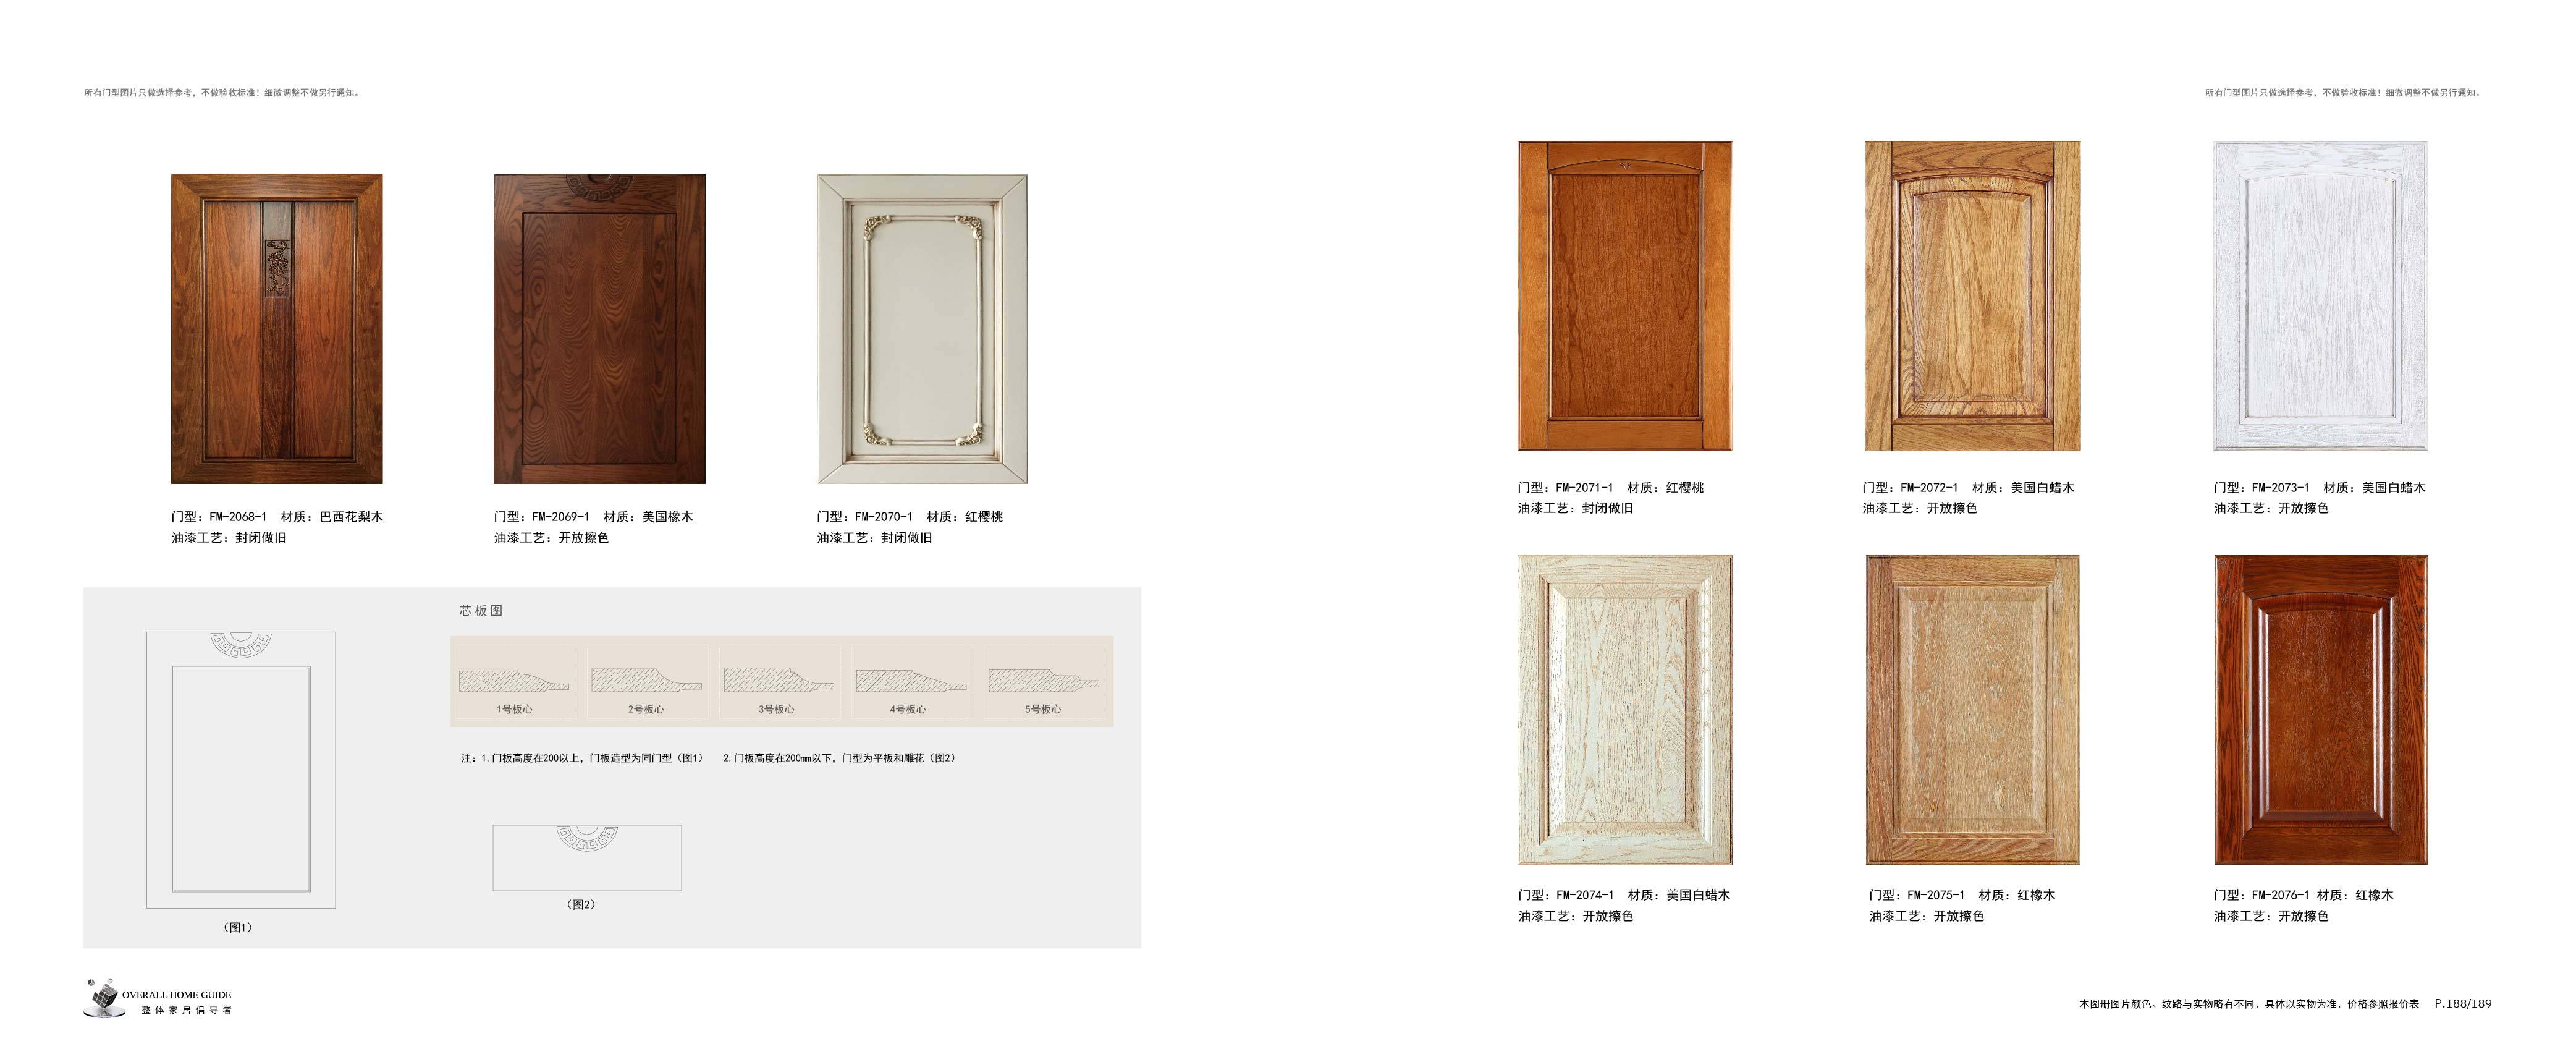 所有门型图片只做选择参考，不做验收标准！细微调整不做另行通知。
门型：FM-2068-1 材质：巴西花梨木
油漆工艺：封闭做旧
门型：FM-2069-1 材质：美国橡木
油漆工艺：开放擦色
门型：FM-2070-1 材质：红樱桃
油漆工艺：封闭做旧
芯板图
1号板心
2号板心
3号板心
4号板心
5号板心
注：1.门板高度在200以上，门板造型为同门型（图1） 2.门板高度在200mm以下，门型为平板和雕花（图2）
（图1）
（图2）
OVERALL HOME GUIDE
整体家居倡导者
所有门型图片只做选择参考，不做验收标准！细微调整不做另行通知。
门型：FM-2071-1 材质：红樱桃
油漆工艺：封闭做旧
门型：FM-2072-1 材质：美国白蜡木
油漆工艺：开放擦色
门型：FM-2073-1 材质：美国白蜡木
油漆工艺：开放擦色
门型：FM-2074-1 材质：美国白蜡木
油漆工艺：开放擦色
门型：FM-2075-1 材质：红橡木
油漆工艺：开放擦色
门型：FM-2076-1 材质：红橡木
油漆工艺：开放擦色
本图册图片颜色、纹路与实物略有不同，具体以实物为准，价格参照报价表 P.188/189